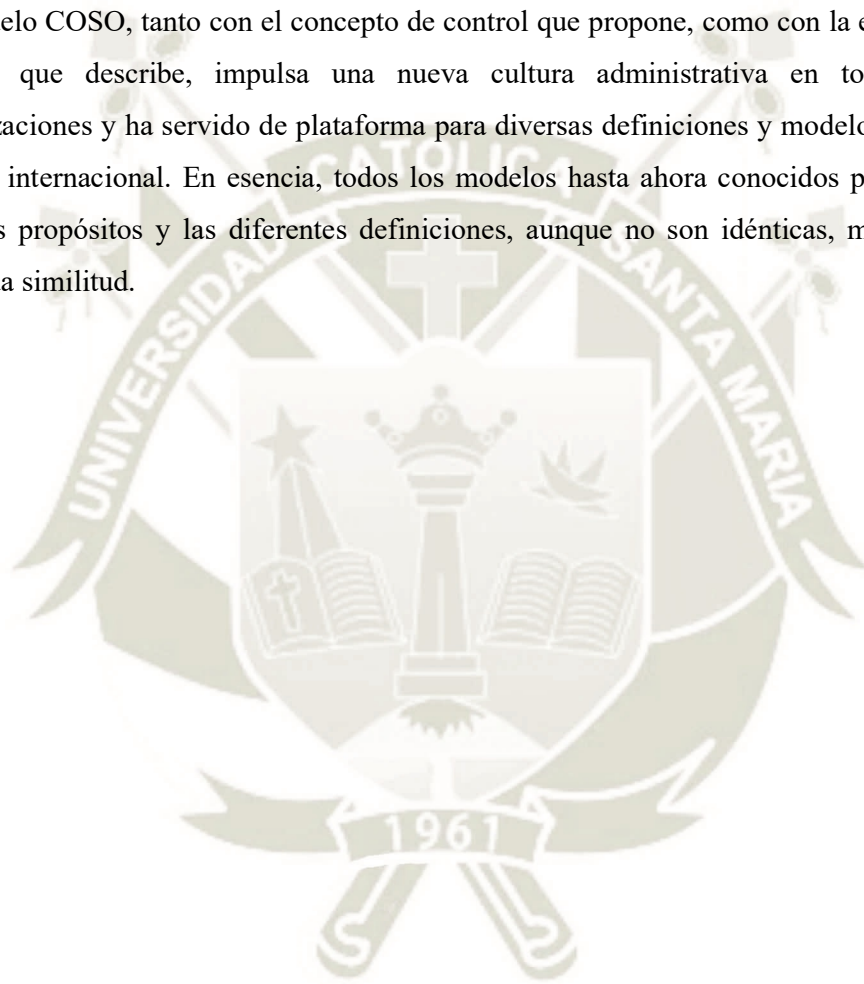 elo COSO, tanto con el concepto de control que propone, como con la e
que describe, impulsa una nueva cultura administrativa en to
zaciones y ha servido de plataforma para diversas definiciones y modelo
internacional. En esencia, todos los modelos hasta ahora conocidos p
s propósitos y las diferentes definiciones, aunque no son idénticas, m
a similitud.
UNIVERSIDAD CATÓLICA SANTA MARIA
1961